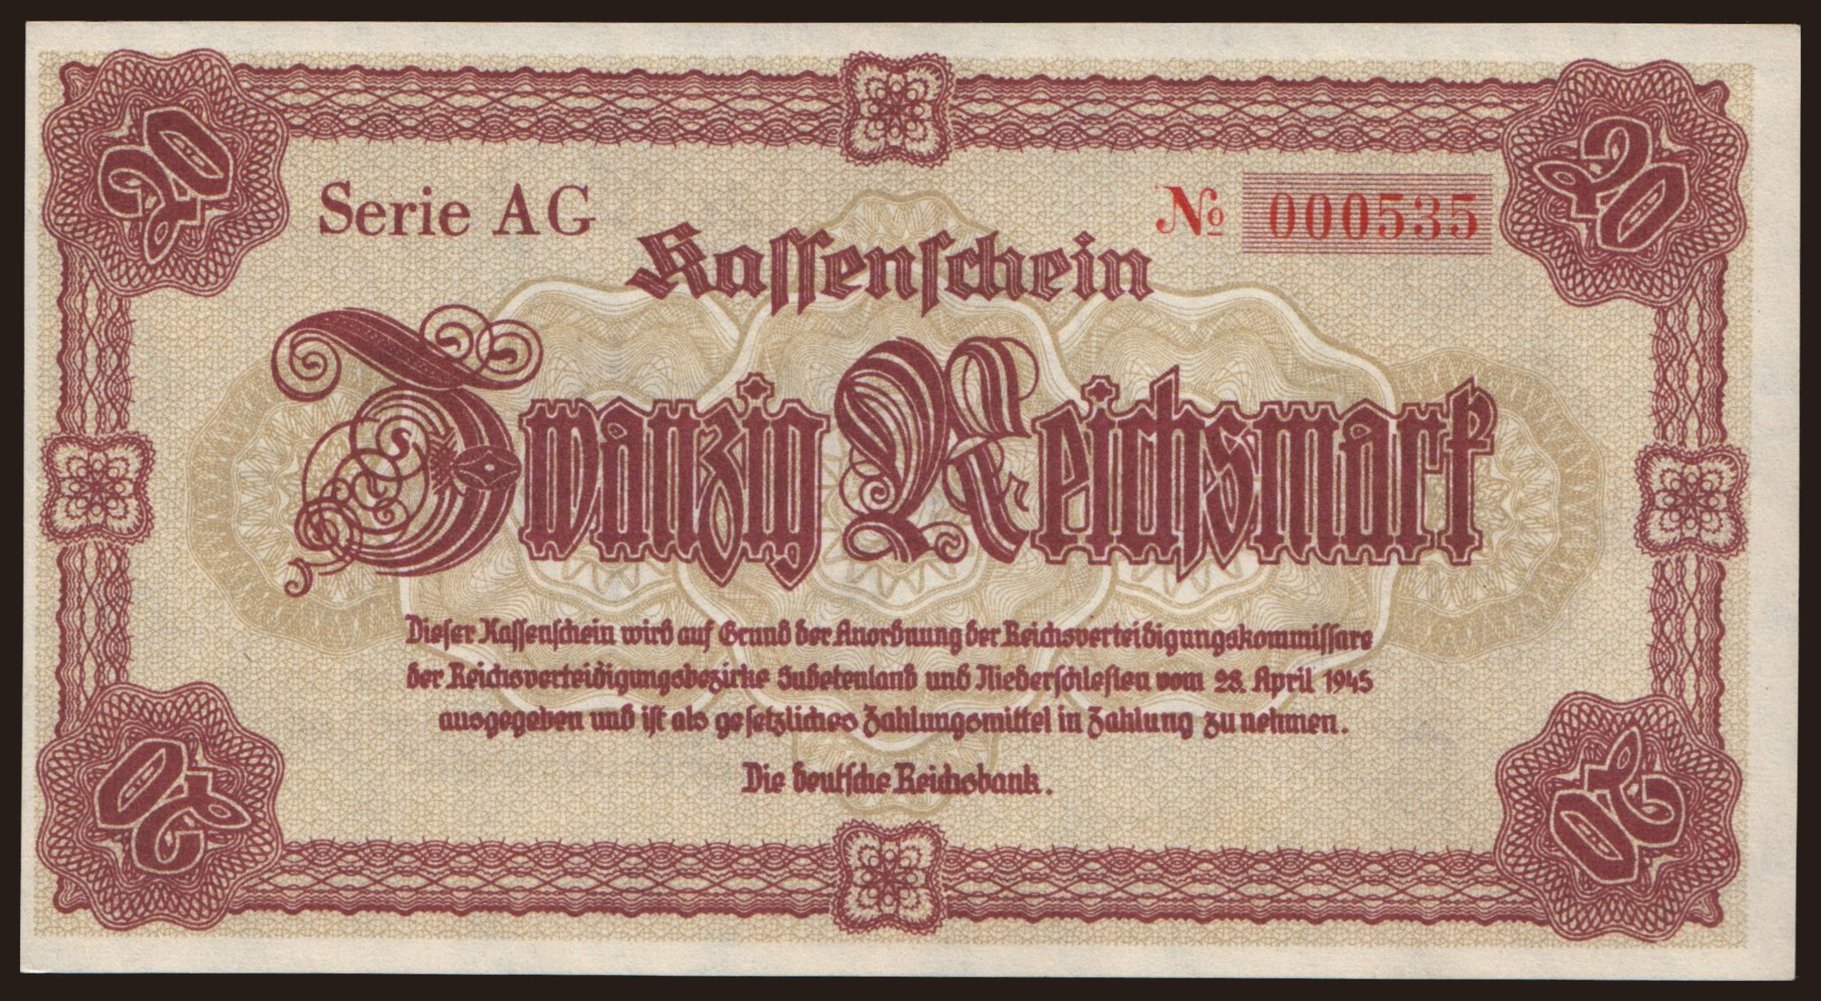 20
20
Serie AG
№ 000535
Kassenschein
Zwanzig Reichsmark
Dieser Kassenschein wird auf Grund der Anordnung der Reichsverteidigungskommissare
der Reichsverteidigungsbezirke Sudetenland und Niederschlesien vom 28. April 1945
ausgegeben und ist als gesetzliches Zahlungsmittel in Zahlung zu nehmen.
Die deutsche Reichsbank.
20
20